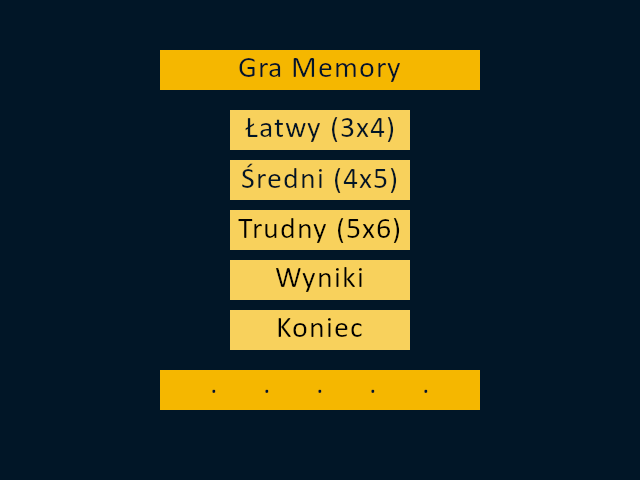 Gra Memory
Łatwy (3x4)
Średni (4x5)
Trudny (5x6)
Wyniki
Koniec
. . . . .